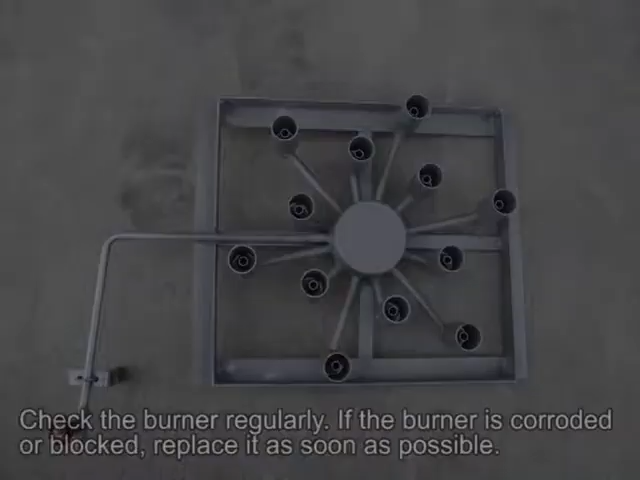 Check the burner regularly. If the burner is corroded
or blocked, replace it as soon as possible.